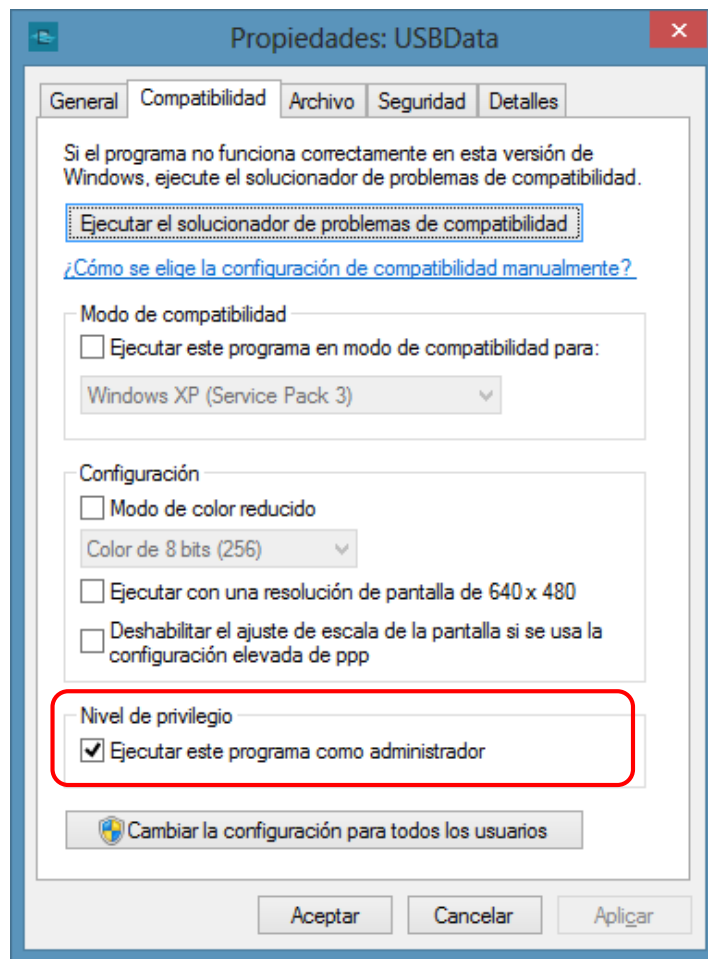 Propiedades: USBData
General Compatibilidad Archivo Seguridad Detalles
Si el programa no funciona correctamente en esta versión de
Windows, ejecute el solucionador de problemas de compatibilidad.
Ejecutar el solucionador de problemas de compatibilidad
¿Cómo se elige la configuración de compatibilidad manualmente?
Modo de compatibilidad
Ejecutar este programa en modo de compatibilidad para:
Windows XP (Service Pack 3)
Configuración
Modo de color reducido
Color de 8 bits (256)
Ejecutar con una resolución de pantalla de 640 x 480
Deshabilitar el ajuste de escala de la pantalla si se usa la
configuración elevada de ppp
Nivel de privilegio
Ejecutar este programa como administrador
Cambiar la configuración para todos los usuarios
Aceptar Cancelar Aplicar